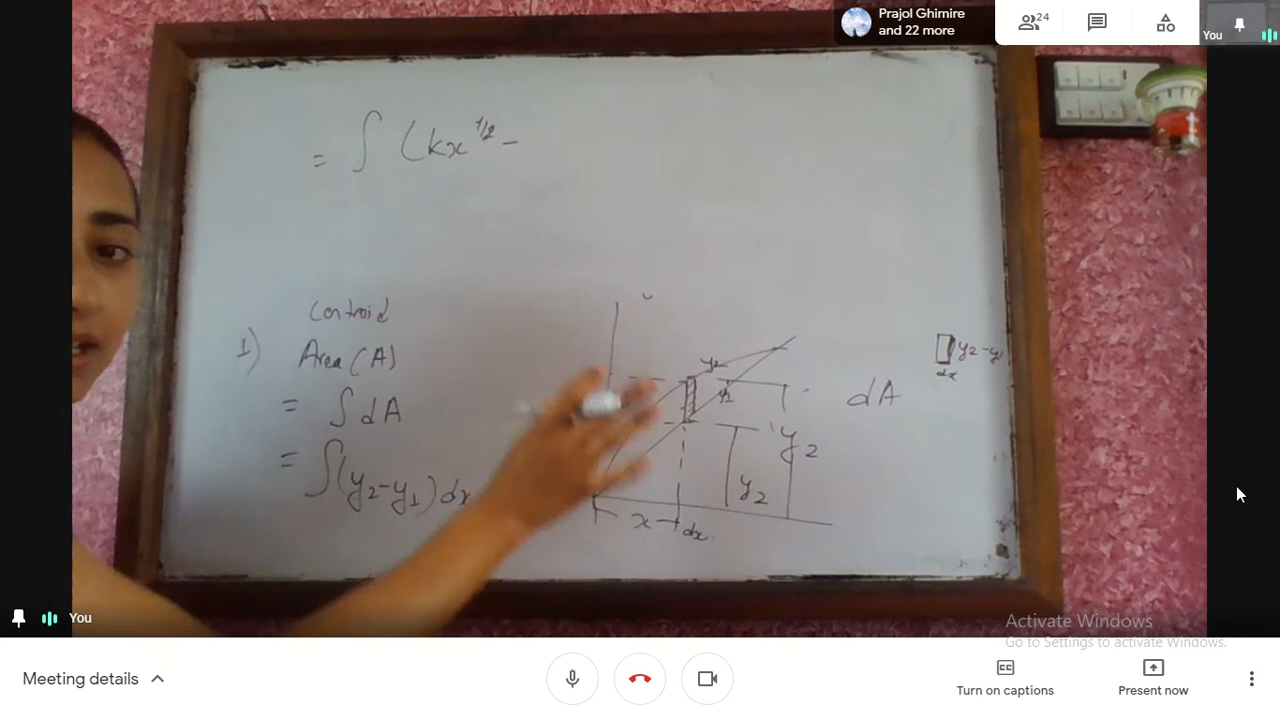 Prajol Ghimire
and 22 more
24
You
= ∫ (kx^1/2 -
Centroid
1) Area (A)
= ∫ dA
= ∫(y2-y1) dx
y2
y2
y2
x
dx
dA
y2-y1
dx
You
Activate Windows
Go to Settings to activate Windows.
Meeting details
Turn on captions
Present now